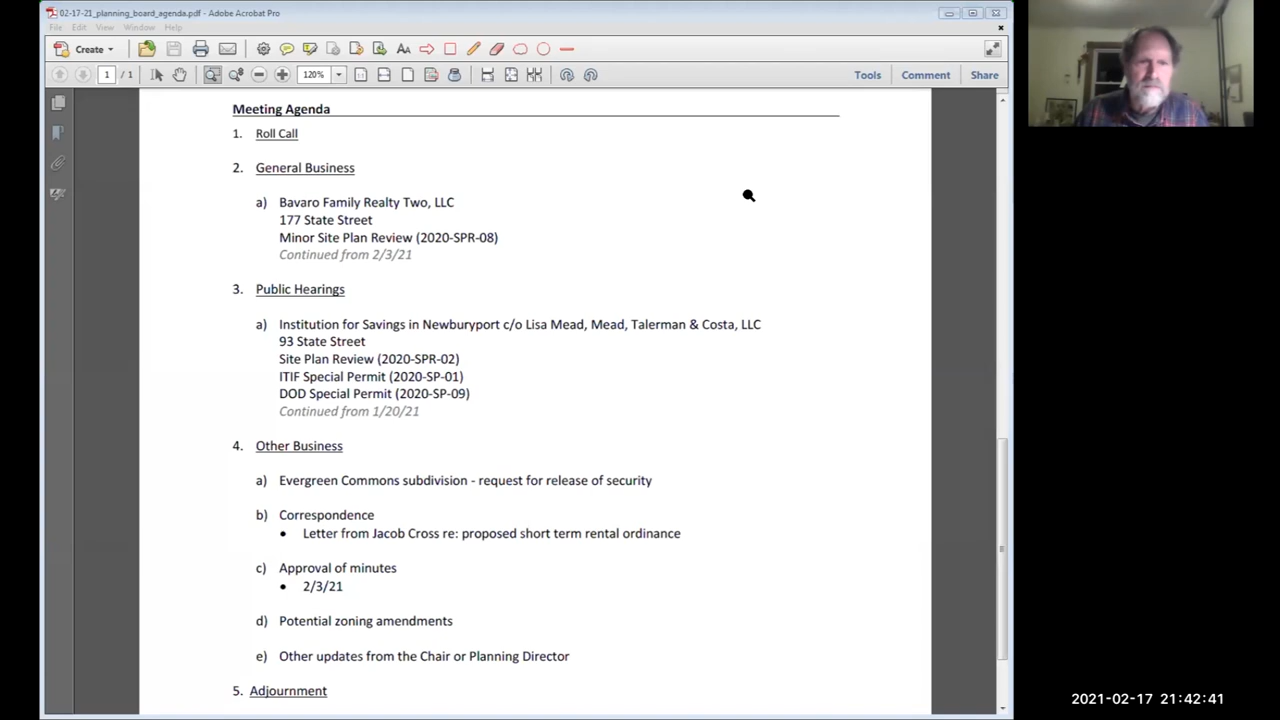 02-17-21_planning_board_agenda.pdf - Adobe Acrobat Pro
File Edit View Window Help
Create
1 / 1 120% Tools Comment Share
Meeting Agenda
1. Roll Call
2. General Business
a) Bavaro Family Realty Two, LLC
177 State Street
Minor Site Plan Review (2020-SPR-08)
Continued from 2/3/21
3. Public Hearings
a) Institution for Savings in Newburyport c/o Lisa Mead, Mead, Talerman & Costa, LLC
93 State Street
Site Plan Review (2020-SPR-02)
ITIF Special Permit (2020-SP-01)
DOD Special Permit (2020-SP-09)
Continued from 1/20/21
4. Other Business
a) Evergreen Commons subdivision - request for release of security
b) Correspondence
• Letter from Jacob Cross re: proposed short term rental ordinance
c) Approval of minutes
• 2/3/21
d) Potential zoning amendments
e) Other updates from the Chair or Planning Director
5. Adjournment
2021-02-17 21:42:41